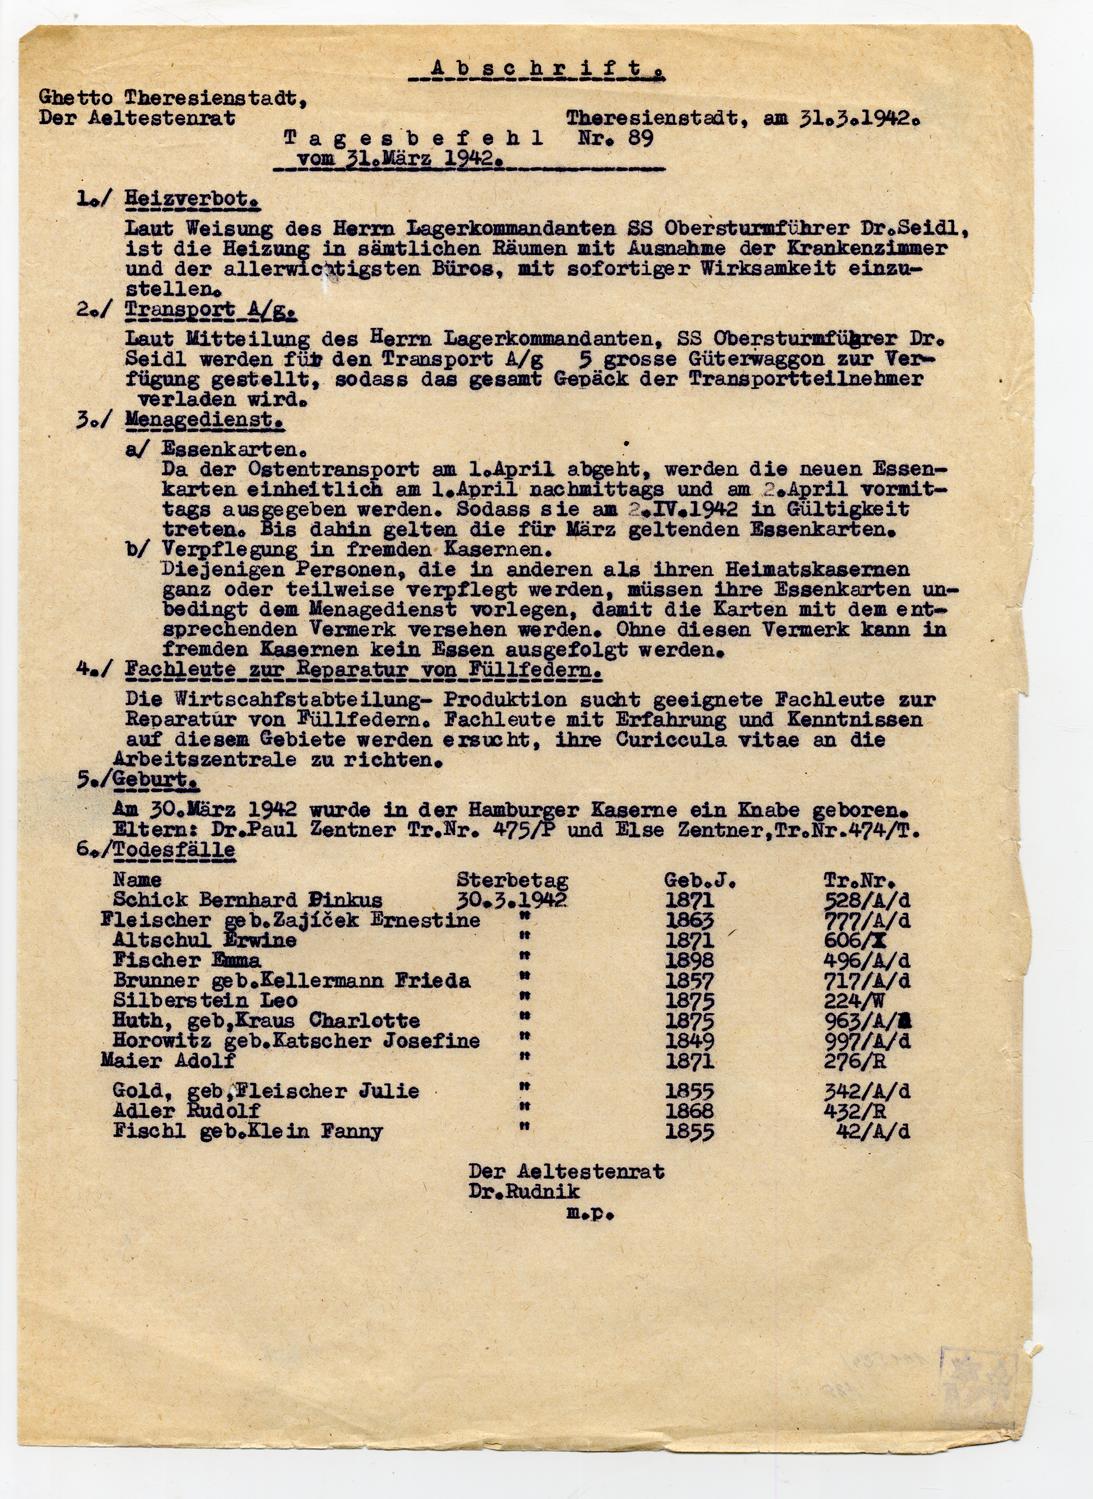 Abschrift.
Ghetto Theresienstadt,
Der Aeltestenrat Theresienstadt, am 31.3.1942.
Tagesbefehl Nr. 89
vom 31.März 1942.
1./ Heizverbot.
Laut Weisung des Herrn Lagerkommandanten SS Obersturmführer Dr.Seidl,
ist die Heizung in sämtlichen Räumen mit Ausnahme der Krankenzimmer
und der allerwichtigsten Büros, mit sofortiger Wirksamkeit einzu-
stellen.
2./ Transport A/g.
Laut Mitteilung des Herrn Lagerkommandanten, SS Obersturmführer Dr.
Seidl werden für den Transport A/g 5 grosse Güterwaggon zur Ver-
fügung gestellt, sodass das gesamt Gepäck der Transportteilnehmer
verladen wird.
3./ Menagedienst.
a/ Essenkarten.
Da der Ostentransport am 1.April abgeht, werden die neuen Essen-
karten einheitlich am 1.April nachmittags und am 2.April vormit-
tags ausgegeben werden. Sodass sie am 2.IV.1942 in Gültigkeit
treten. Bis dahin gelten die für März geltenden Essenkarten.
b/ Verpflegung in fremden Kasernen.
Diejenigen Personen, die in anderen als ihren Heimatskasernen
ganz oder teilweise verpflegt werden, müssen ihre Essenkarten un-
bedingt dem Menagedienst vorlegen, damit die Karten mit dem ent-
sprechenden Vermerk versehen werden. Ohne diesen Vermerk kann in
fremden Kasernen kein Essen ausgefolgt werden.
4./ Fachleute zur Reparatur von Füllfedern.
Die Wirtscahfstabteilung- Produktion sucht geeignete Fachleute zur
Reparatur von Füllfedern. Fachleute mit Erfahrung und Kenntnissen
auf diesem Gebiete werden ersucht, ihre Curiccula vitae an die
Arbeitszentrale zu richten.
5./Geburt.
Am 30.März 1942 wurde in der Hamburger Kaserne ein Knabe geboren.
Eltern: Dr.Paul Zentner Tr.Nr. 475/P und Else Zentner,Tr.Nr.474/T.
6./Todesfälle
Name Sterbetag Geb.J. Tr.Nr.
Schick Bernhard Pinkus 30.3.1942 1871 528/A/d
Fleischer geb.Zajíček Ernestine " 1863 777/A/d
Altschul Erwine " 1871 606/X
Fischer Emma " 1898 496/A/d
Brunner geb.Kellermann Frieda " 1857 717/A/d
Silberstein Leo " 1875 224/W
Huth, geb,Kraus Charlotte " 1875 963/A/
Horowitz geb.Katscher Josefine " 1849 997/A/d
Maier Adolf " 1871 276/R
Gold, geb,Fleischer Julie " 1855 342/A/d
Adler Rudolf " 1868 432/R
Fischl geb.Klein Fanny " 1855 42/A/d
Der Aeltestenrat
Dr.Rudnik
m.p.